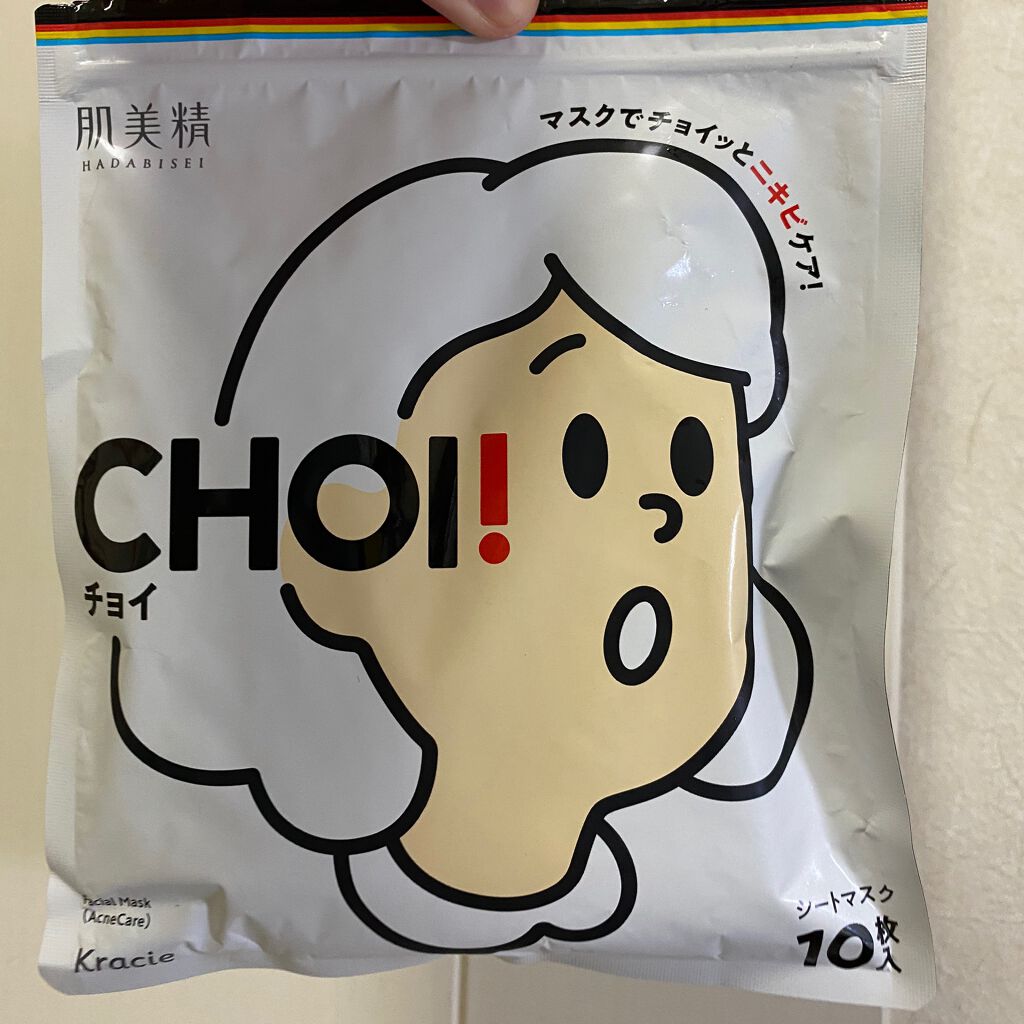 肌美精
HADABISEI
マスクでチョイッとニキビケア!
CHOI!
チョイ
Facial Mask
(AcneCare)
Kracie
シートマスク
10枚入